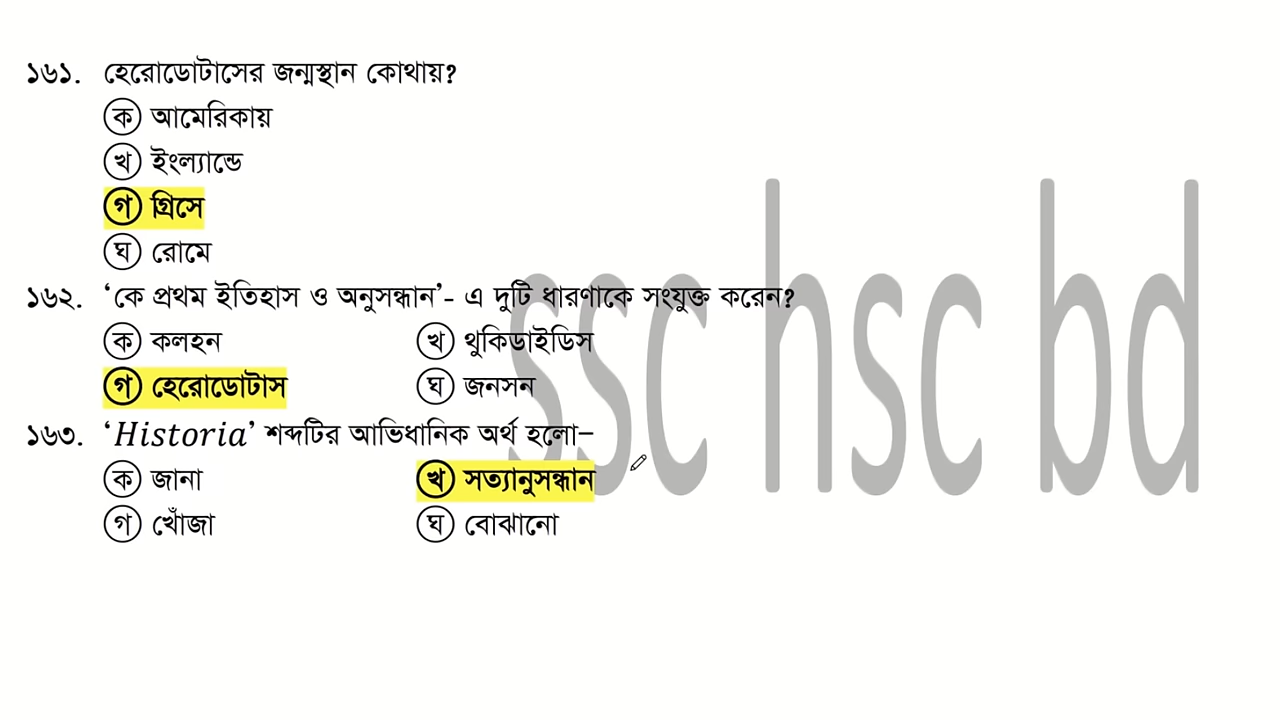 ১৬১. হেরোডোটাসের জন্মস্থান কোথায়?
ক আমেরিকায়
খ ইংল্যান্ডে
গ গ্রিসে
ঘ রোমে
১৬২. ‘কে প্রথম ইতিহাস ও অনুসন্ধান’- এ দুটি ধারণাকে সংযুক্ত করেন?
ক কলহন খ থুকিডাইডিস
গ হেরোডোটাস ঘ জনসন
১৬৩. ‘Historia’ শব্দটির আভিধানিক অর্থ হলো–
ক জানা খ সত্যানুসন্ধান
গ খোঁজা ঘ বোঝানো
ssc hsc bd